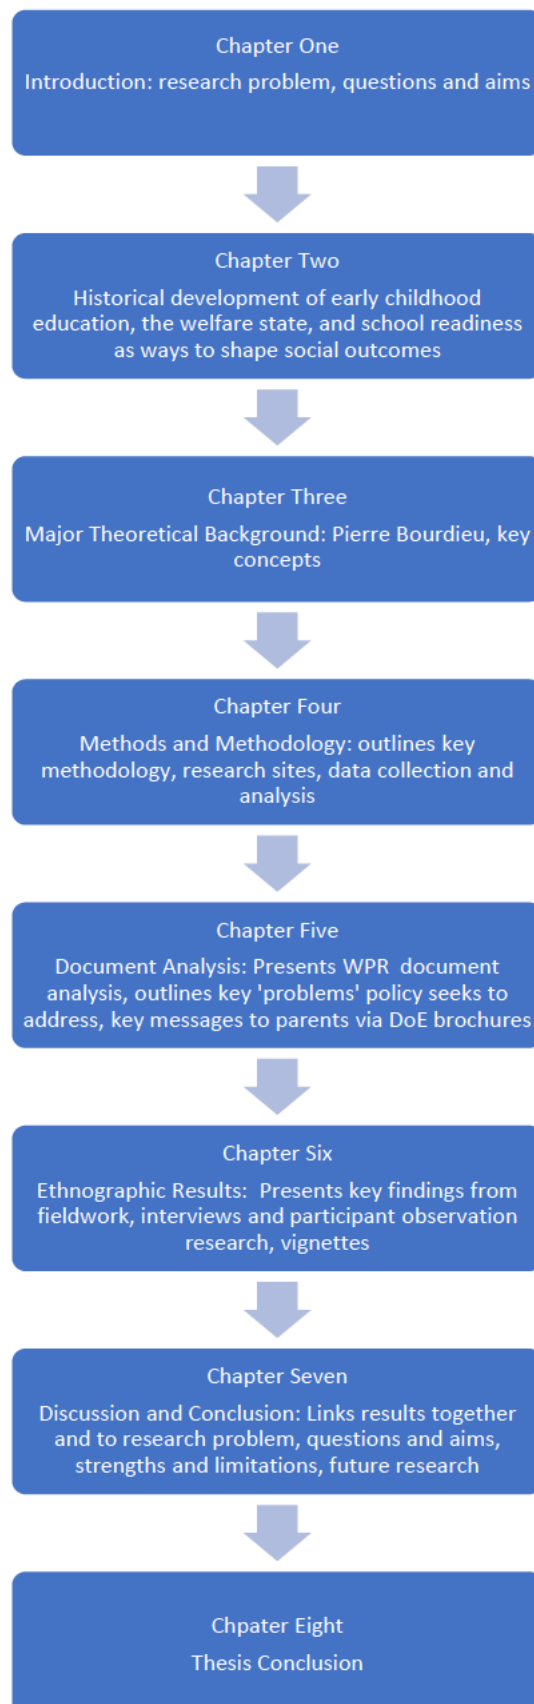 Chapter One
Introduction: research problem, questions and aims
Chapter Two
Historical development of early childhood
education, the welfare state, and school readiness
as ways to shape social outcomes
Chapter Three
Major Theoretical Background: Pierre Bourdieu, key
concepts
Chapter Four
Methods and Methodology: outlines key
methodology, research sites, data collection and
analysis
Chapter Five
Document Analysis: Presents WPR  document
analysis, outlines key 'problems' policy seeks to
address, key messages to parents via DoE brochures
Chapter Six
Ethnographic Results:  Presents key findings from
fieldwork, interviews and participant observation
research, vignettes
Chapter Seven
Discussion and Conclusion: Links results together
and to research problem, questions and aims,
strengths and limitations, future research
Chpater Eight
Thesis Conclusion